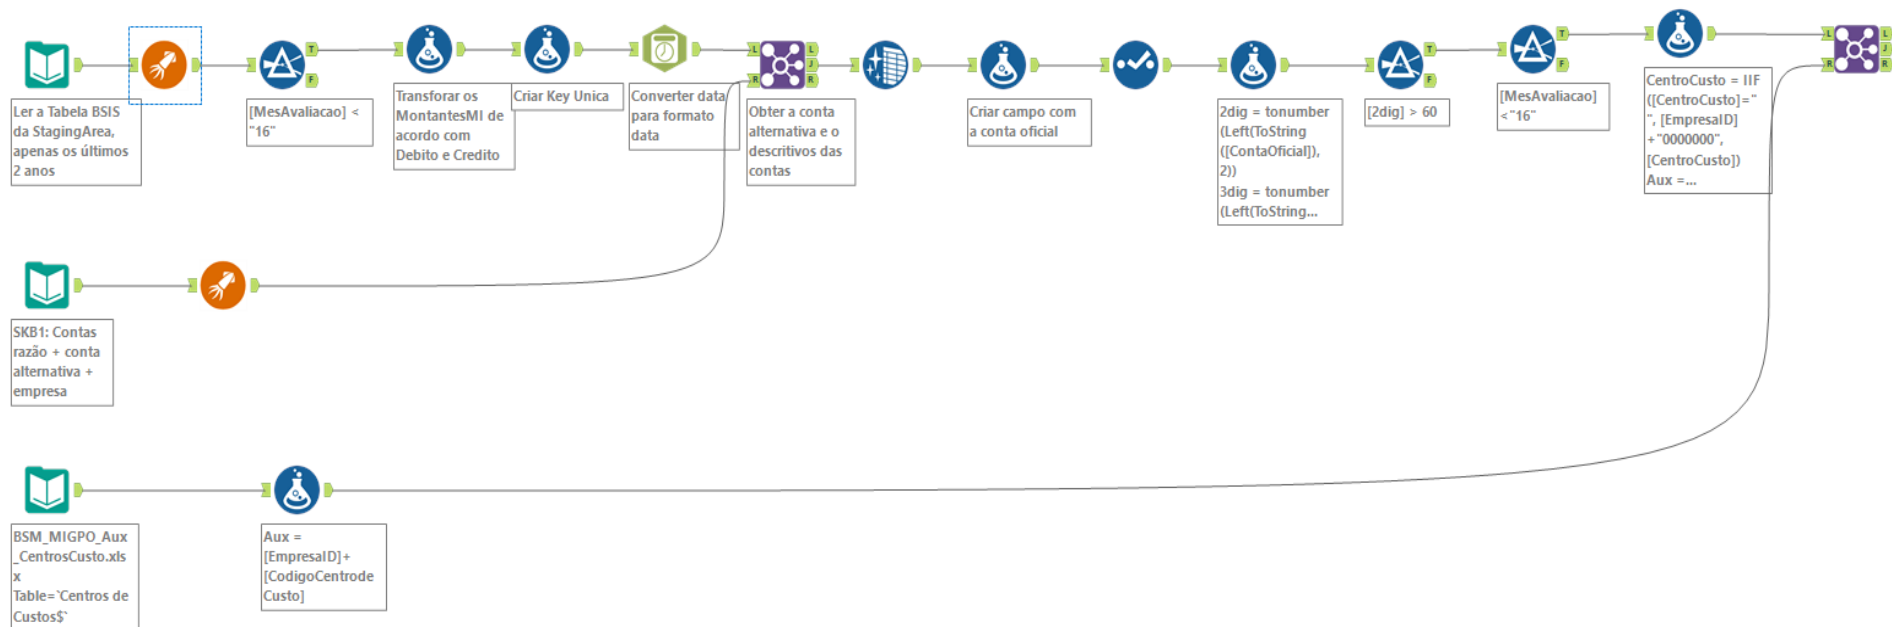 T
F
L
R
L
J
R
T
F
T
F
L
R
L
J
R
Ler a Tabela BSIS
da StagingArea,
apenas os últimos
2 anos
[MesAvaliacao] <
"16"
Transforar os
MontantesMI de
acordo com
Debito e Credito
Criar Key Unica
Converter data
para formato
data
Obter a conta
alternativa e o
descritivos das
contas
Criar campo com
a conta oficial
2dig = tonumber
(Left(ToString
([ContaOficial]),
2))
3dig = tonumber
(Left(ToString...
[2dig] > 60
[MesAvaliacao]
<"16"
CentroCusto = IIF
([CentroCusto]="
", [EmpresaID]
+"0000000",
[CentroCusto])
Aux =...
SKB1: Contas
razão + conta
alternativa +
empresa
BSM_MIGPO_Aux
_CentrosCusto.xls
x
Table=`Centros de
Custos$`
Aux =
[EmpresaID]+
[CodigoCentrode
Custo]